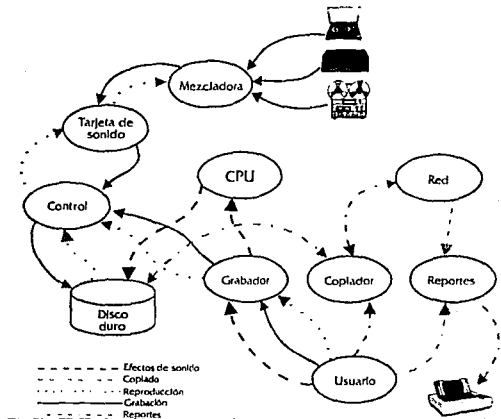 Mezcladora
Tarjeta de
sonido
CPU
Red
Control
Grabador
Copiador
Reportes
Disco
duro
Usuario
Efectos de sonido
Copiado
Reproducción
Grabación
Reportes